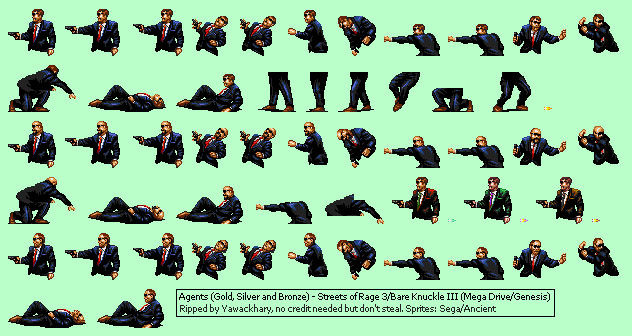 Agents (Gold, Silver and Bronze) - Streets of Rage 3/Bare Knuckle III (Mega Drive/Genesis)
Ripped by Yawackhary, no credit needed but don't steal. Sprites: Sega/Ancient